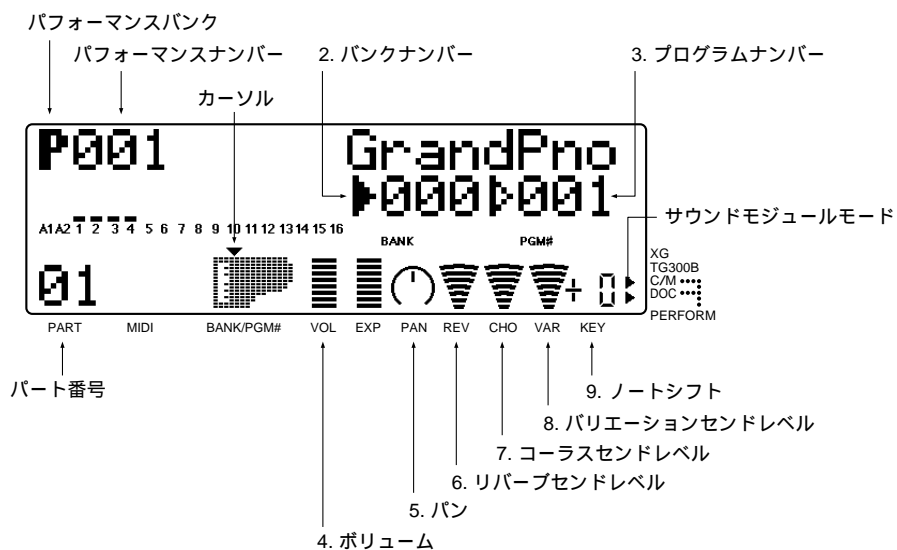 パフォーマンスバンク
パフォーマンスナンバー
2. バンクナンバー
3. プログラムナンバー
カーソル
P001
GrandPno
000 001
サウンドモジュールモード
A1 A2 1 2 3 4 5 6 7 8 9 10 11 12 13 14 15 16
BANK
PGM#
XG
TG300B
C/M
DOC
PERFORM
01
+ 0
PART
MIDI
BANK/PGM#
VOL
EXP
PAN
REV
CHO
VAR
KEY
パート番号
9. ノートシフト
8. バリエーションセンドレベル
7. コーラスセンドレベル
6. リバーブセンドレベル
5. パン
4. ボリューム